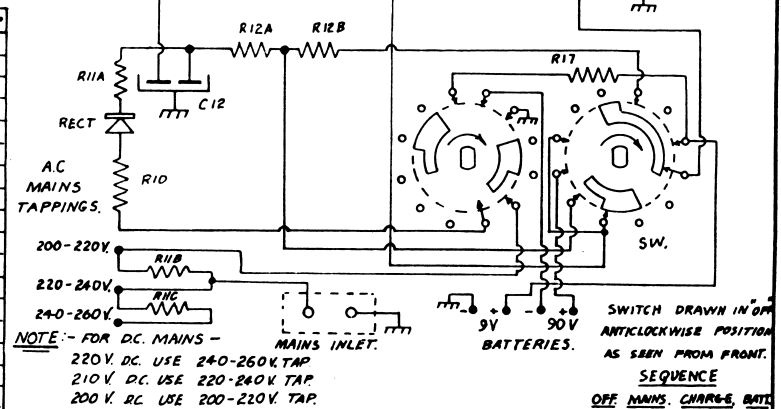 R12A
R12B
R17
R11A
C12
RECT
A.C
MAINS
TAPPINGS.
R10
SW.
200-220V.
R11B
220-240V.
R11C
240-260V.
MAINS INLET.
- + - +
9V 90V
BATTERIES.
NOTE:- FOR D.C. MAINS -
220V. D.C. USE 240-260V. TAP.
210V. D.C. USE 220-240V. TAP.
200V. D.C. USE 200-220V. TAP.
SWITCH DRAWN IN "OFF
ANTICLOCKWISE POSITION
AS SEEN FROM FRONT.
SEQUENCE
OFF. MAINS. CHARGE, BATT